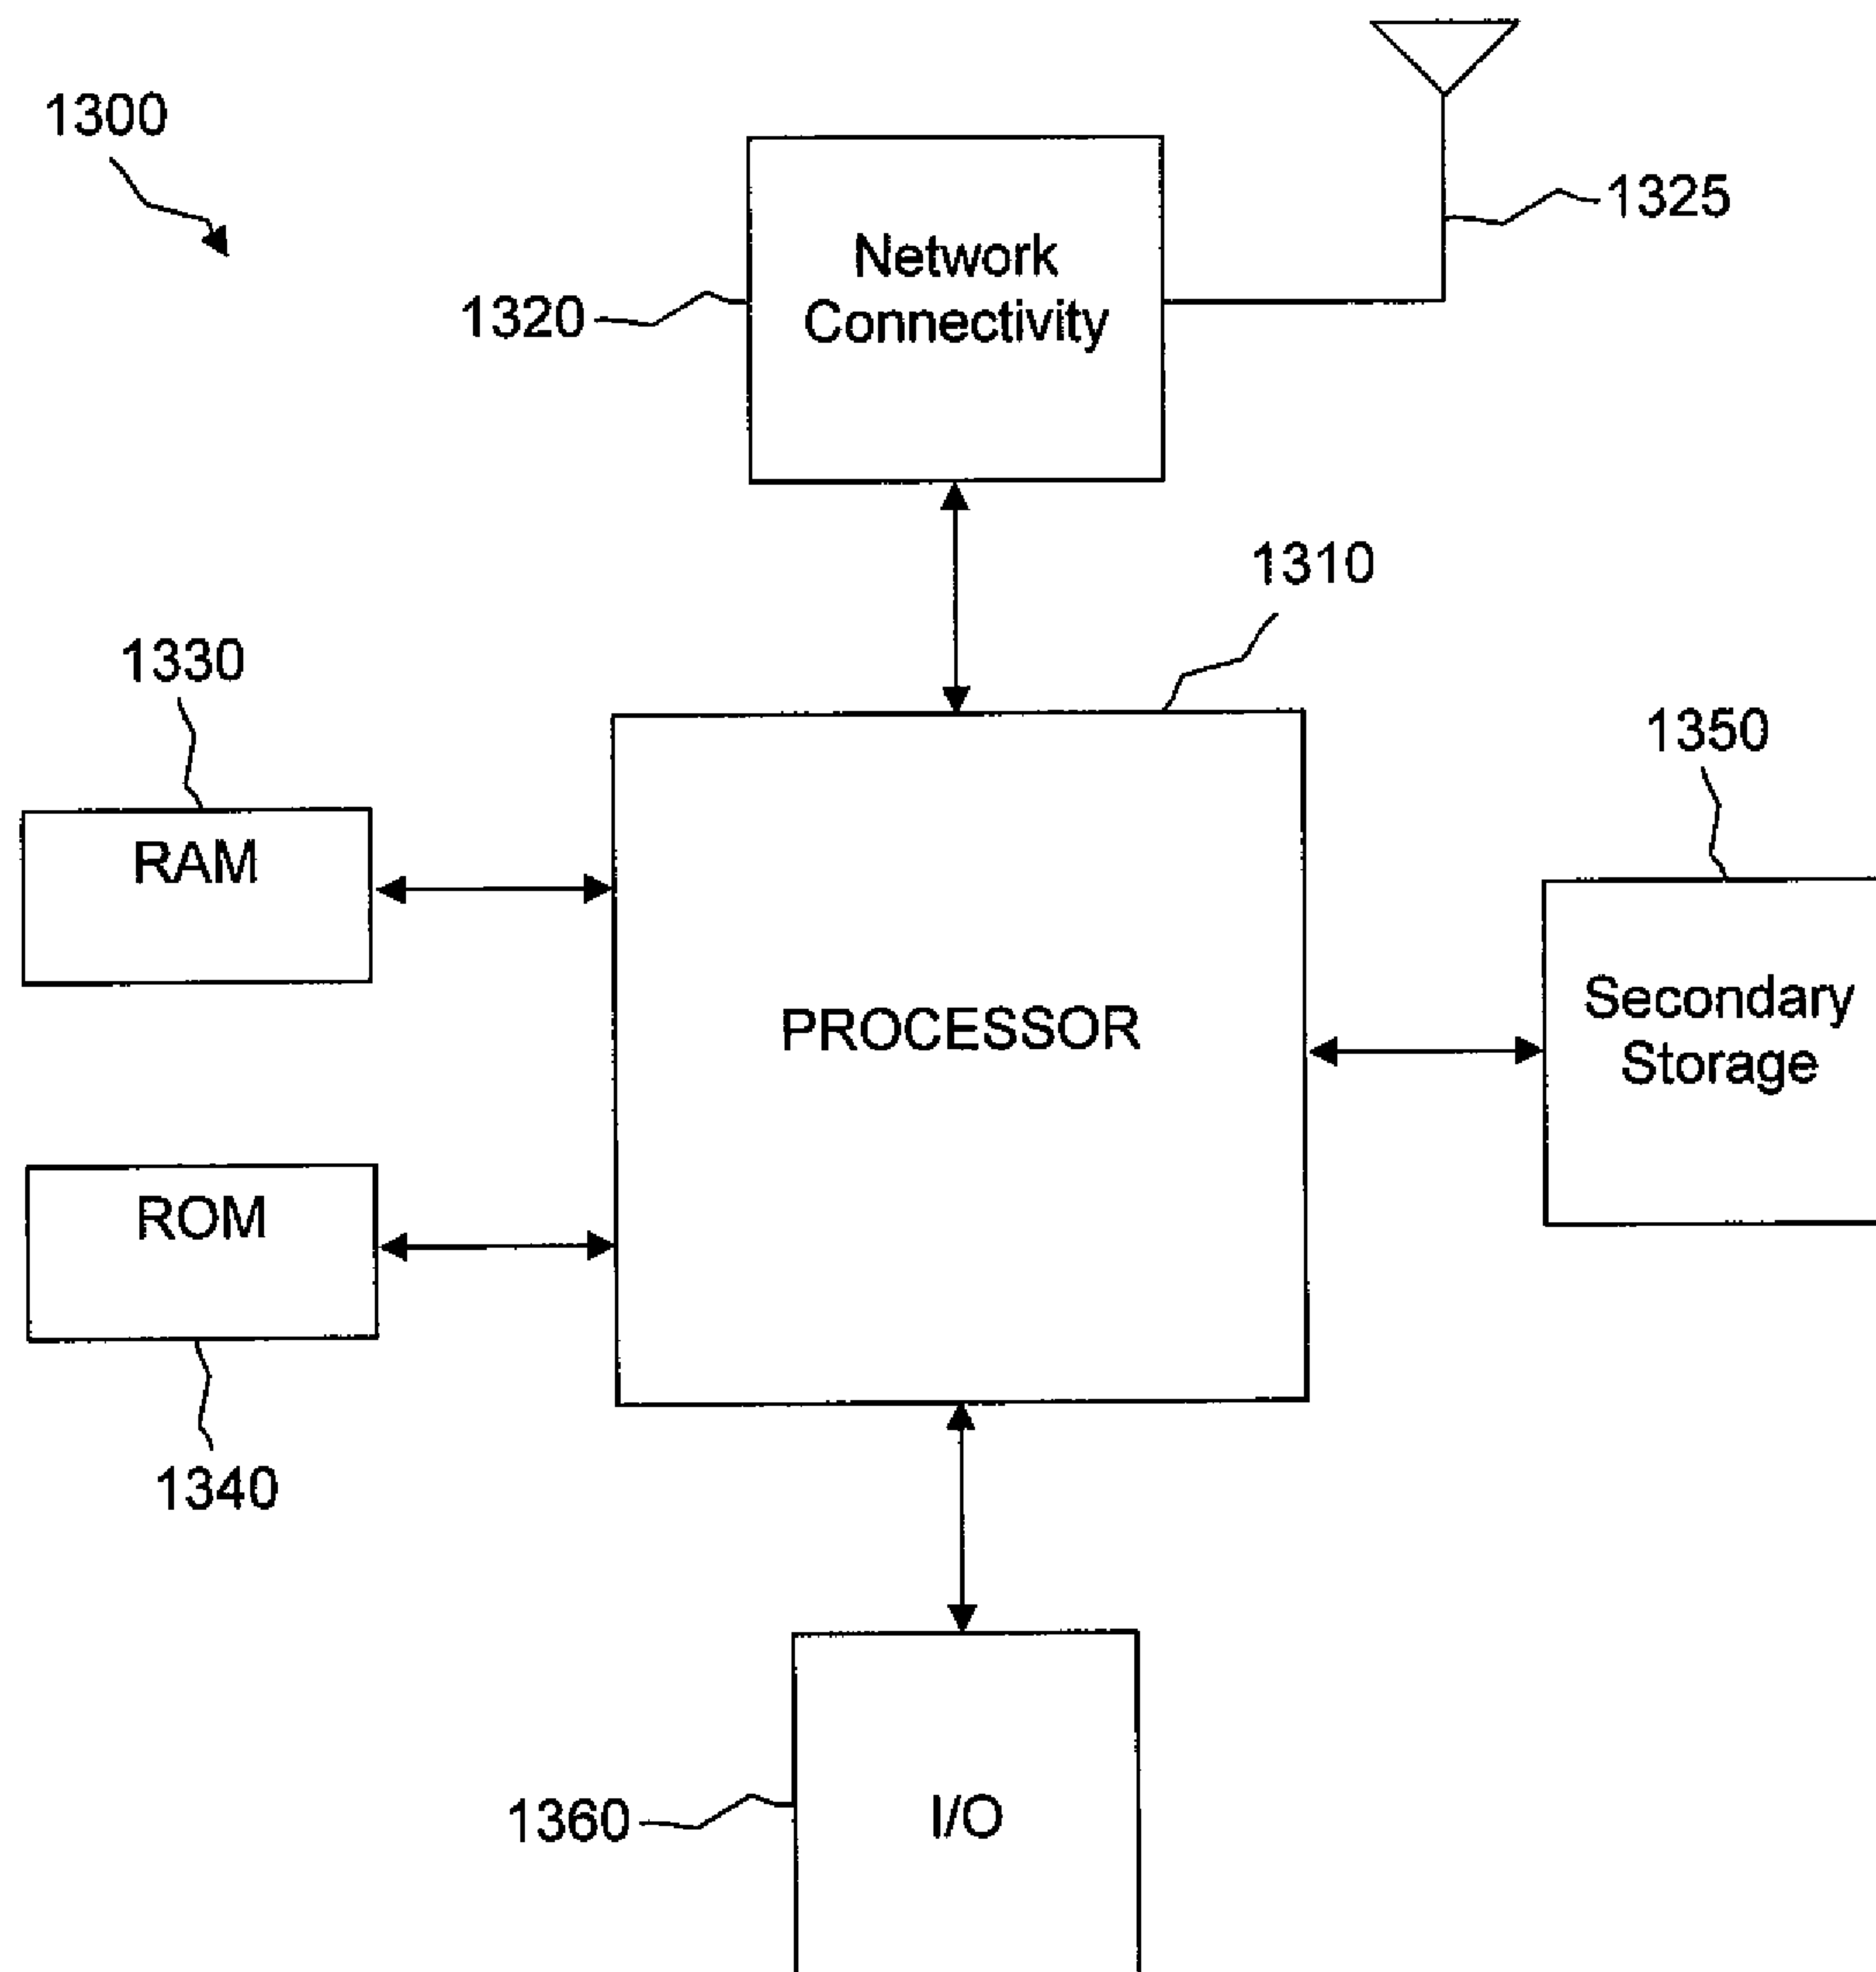 1300
1325
Network
Connectivity
1320
1310
1330
1350
RAM
PROCESSOR
Secondary
Storage
ROM
1340
1360
I/O